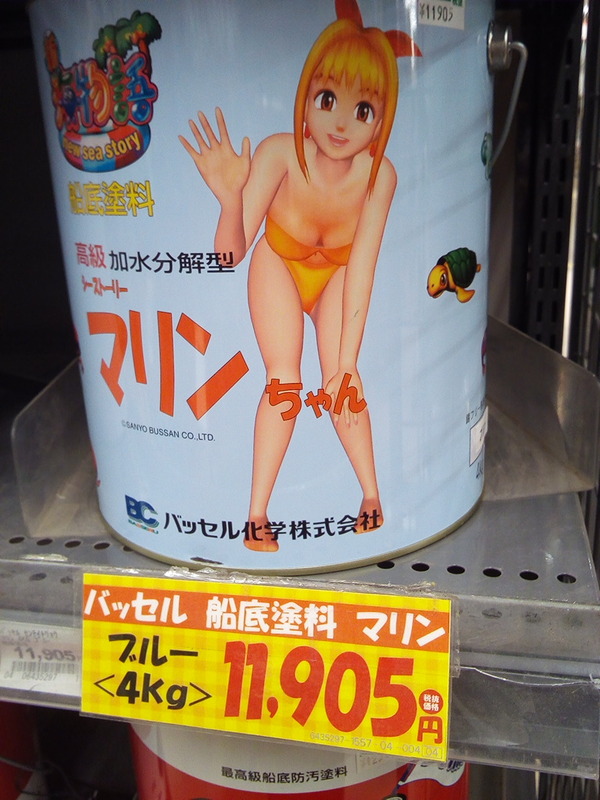 ¥11905
海物語
new sea story
船底塗料
高級 加水分解型
シーストーリー
マリン
ちゃん
©SANYO BUSSAN CO.,LTD.
BC バッセル化学株式会社
バッセル 船底塗料 マリン
ブルー
<4kg>
11,905円
税抜
価格
11,905
最高級船底防汚塗料